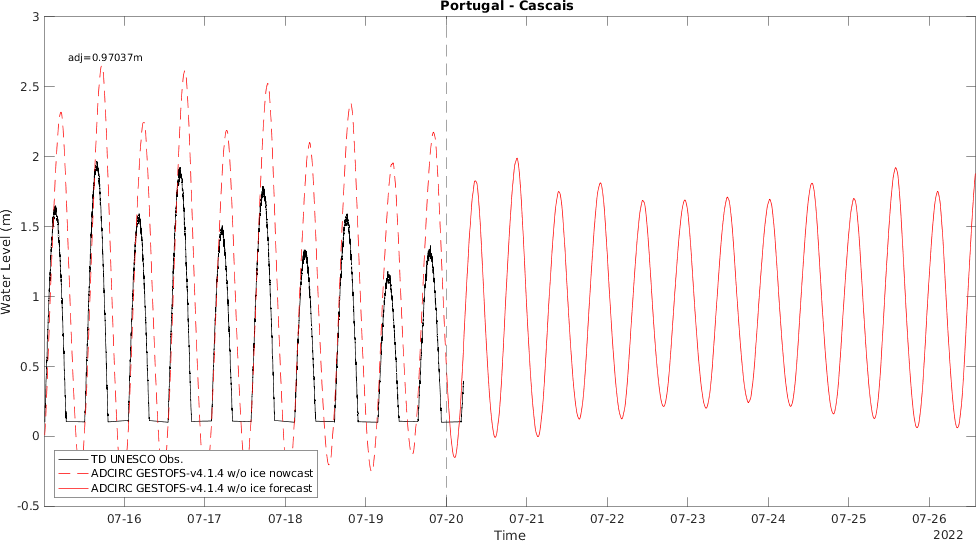 Portugal - Cascais
adj=0.97037m
Water Level (m)
3
2.5
2
1.5
1
0.5
0
-0.5
TD UNESCO Obs.
ADCIRC GESTOFS-v4.1.4 w/o ice nowcast
ADCIRC GESTOFS-v4.1.4 w/o ice forecast
07-16 07-17 07-18 07-19 07-20 07-21 07-22 07-23 07-24 07-25 07-26
Time
2022